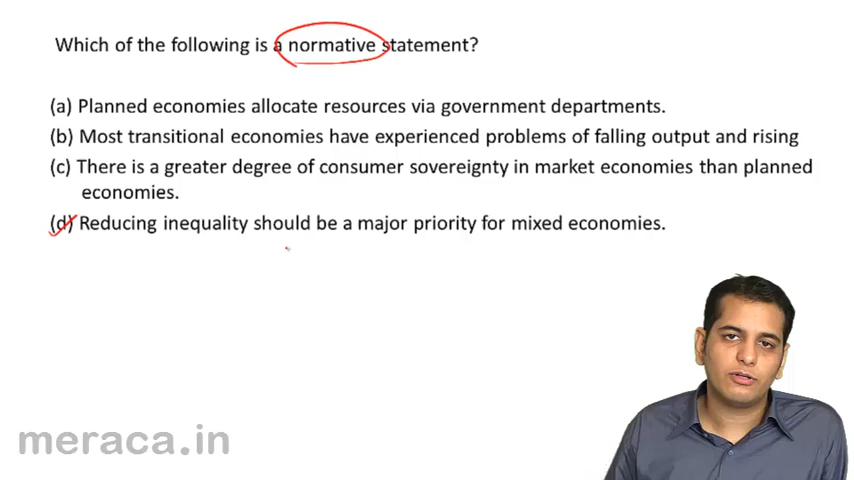 Which of the following is a normative statement?
(a) Planned economies allocate resources via government departments.
(b) Most transitional economies have experienced problems of falling output and rising
(c) There is a greater degree of consumer sovereignty in market economies than planned
economies.
(d) Reducing inequality should be a major priority for mixed economies.
meraca.in